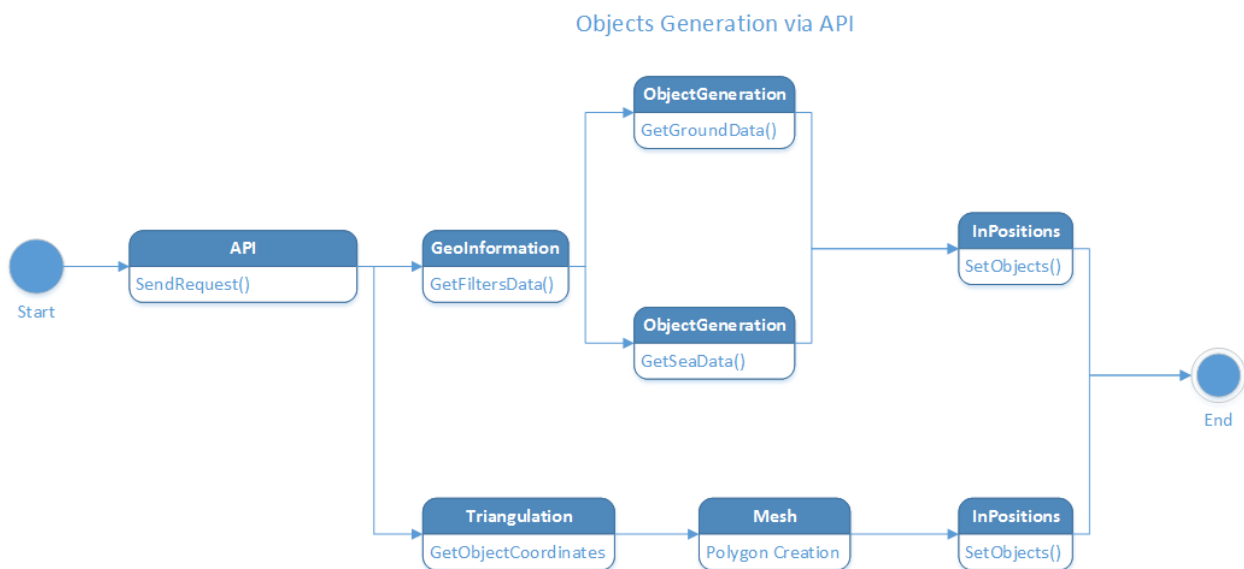 Objects Generation via API
ObjectGeneration
GetGroundData()
API
SendRequest()
GeoInformation
GetFiltersData()
InPositions
SetObjects()
Start
ObjectGeneration
GetSeaData()
End
Triangulation
GetObjectCoordinates
Mesh
Polygon Creation
InPositions
SetObjects()